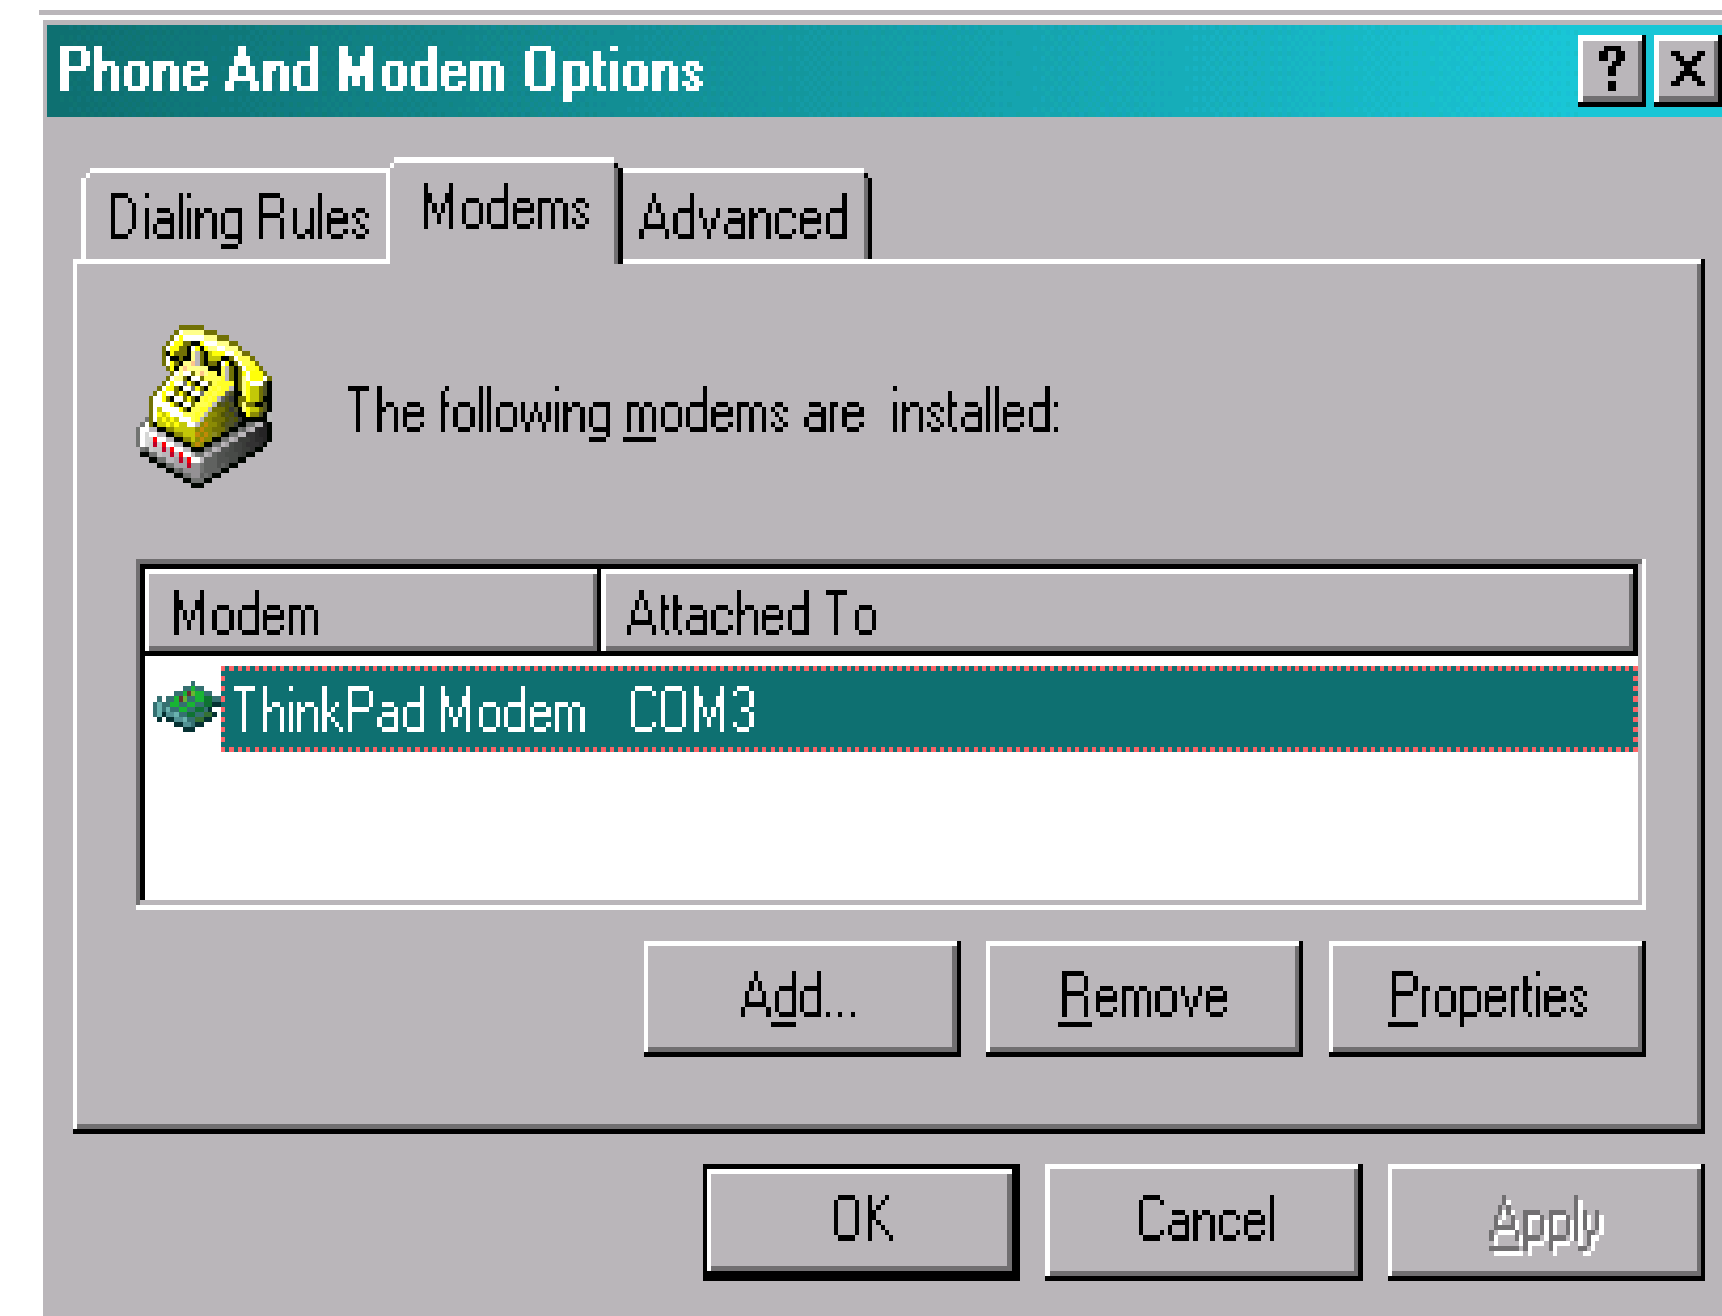 Phone And Modem Options ? X
Dialing Rules Modems Advanced
The following modems are installed:
Modem Attached To
ThinkPad Modem COM3
Add... Remove Properties
OK Cancel Apply